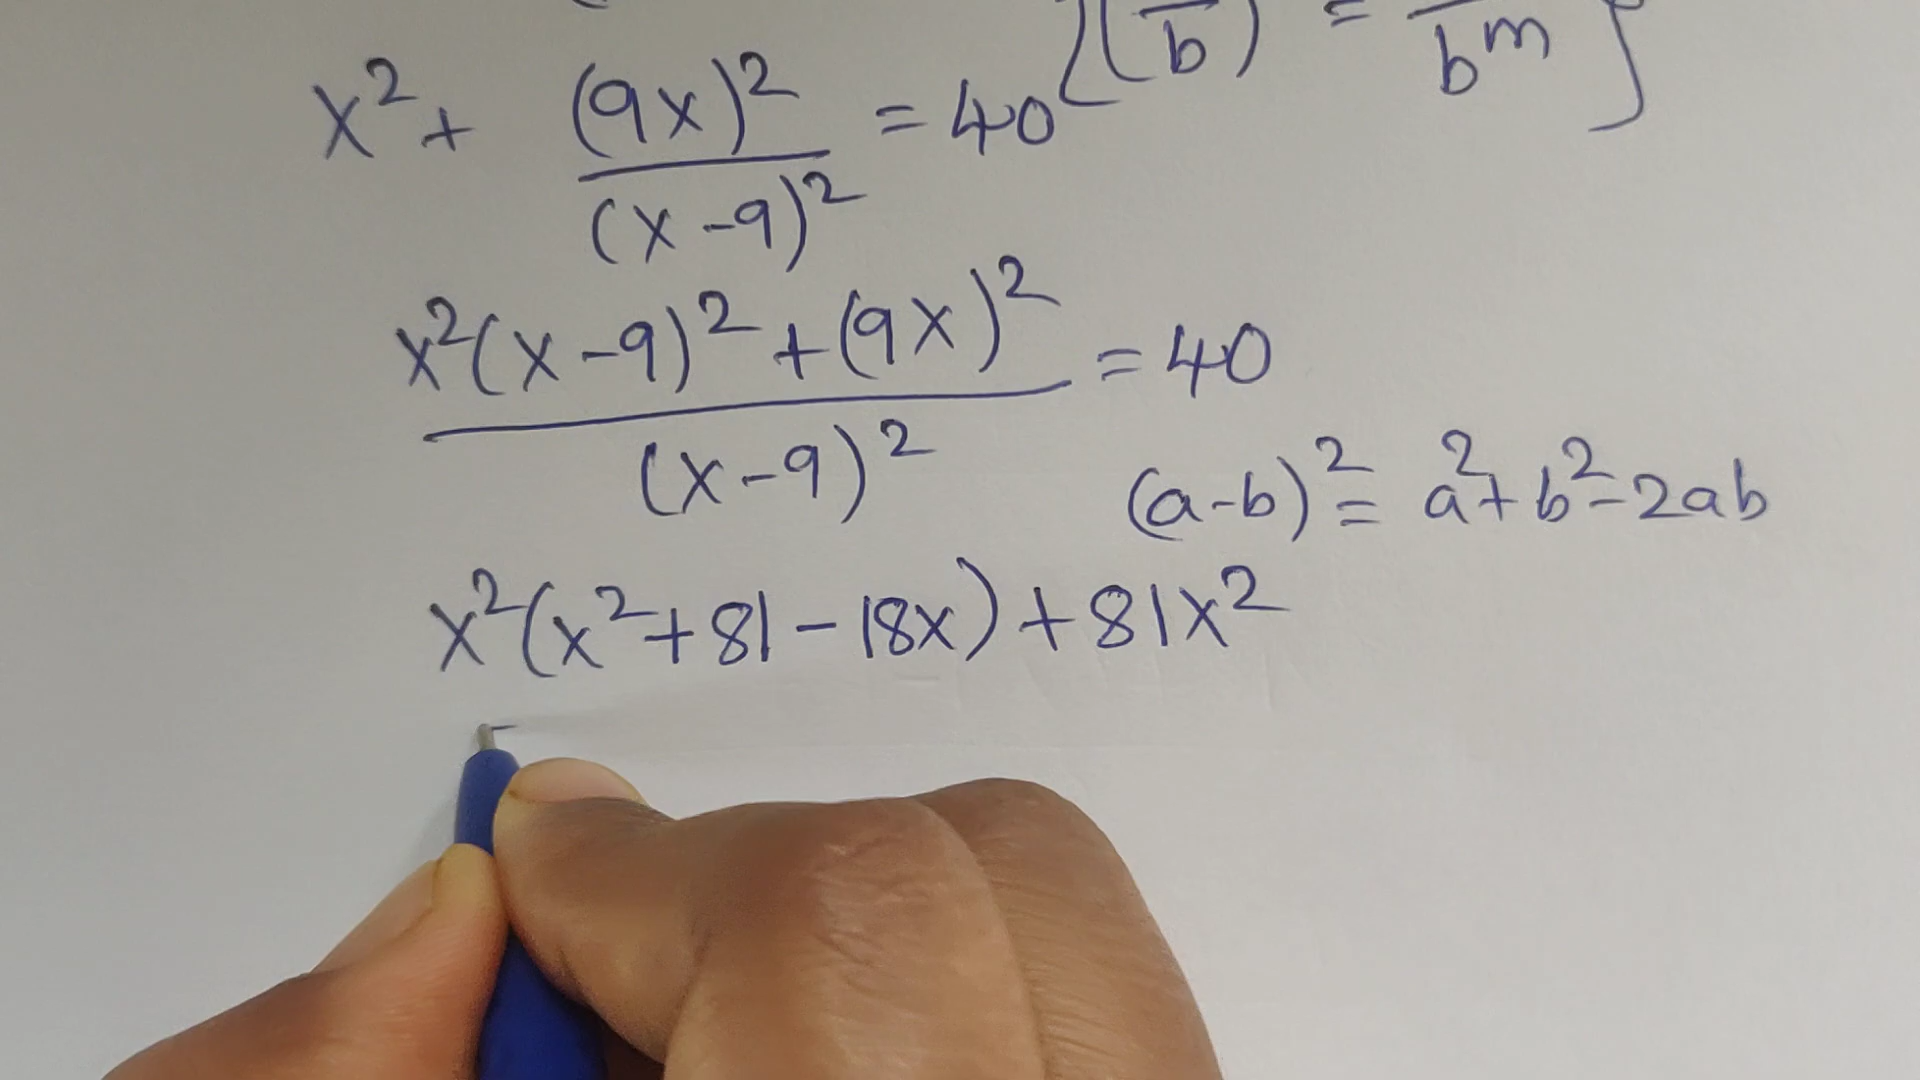 [(‾/b) = ‾/b^m]
x² + (9x)²/(x-9)² = 40
x²(x-9)² + (9x)²/(x-9)² = 40
(a-b)² = a²+b²-2ab
x²(x²+81-18x)+81x²